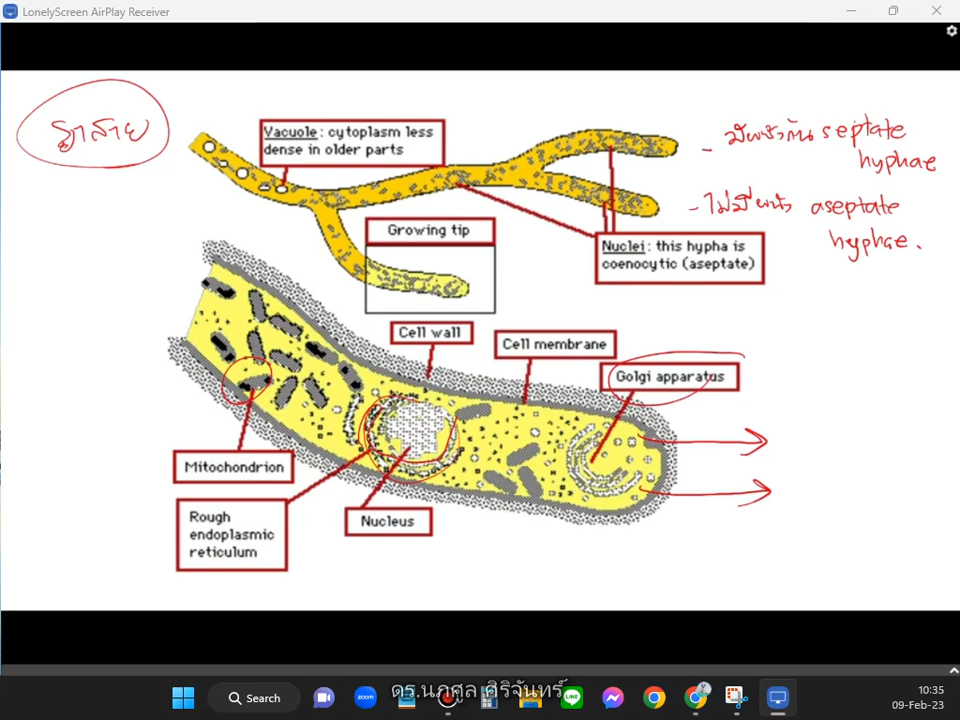 LonelyScreen AirPlay Receiver
ราสาย
Vacuole : cytoplasm less
dense in older parts
- มีผนังกั้น septate
hyphae
- ไม่มีผนัง aseptate
hyphae.
Growing tip
Nuclei : this hypha is
coenocytic (aseptate)
Cell wall
Cell membrane
Golgi apparatus
Mitochondrion
Rough
endoplasmic
reticulum
Nucleus
ดร.นภศูล ศิริจันทร์
Search
zoom
10:35
09-Feb-23